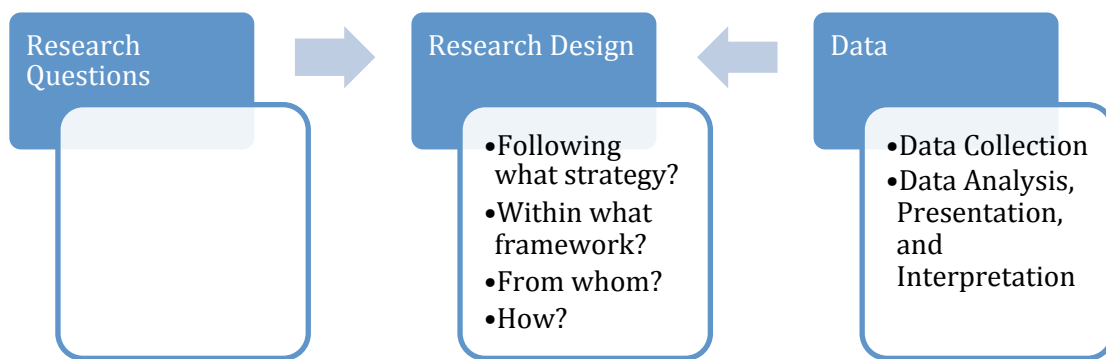 Research
Questions
Research Design
•Following
what strategy?
•Within what
framework?
•From whom?
•How?
Data
•Data Collection
•Data Analysis,
Presentation,
and
Interpretation